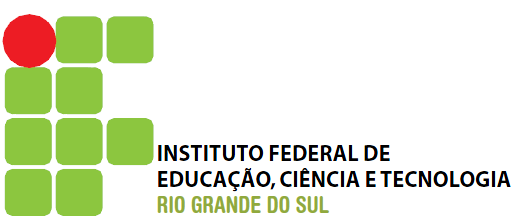 INSTITUTO FEDERAL DE
EDUCAÇÃO, CIÊNCIA E TECNOLOGIA
RIO GRANDE DO SUL